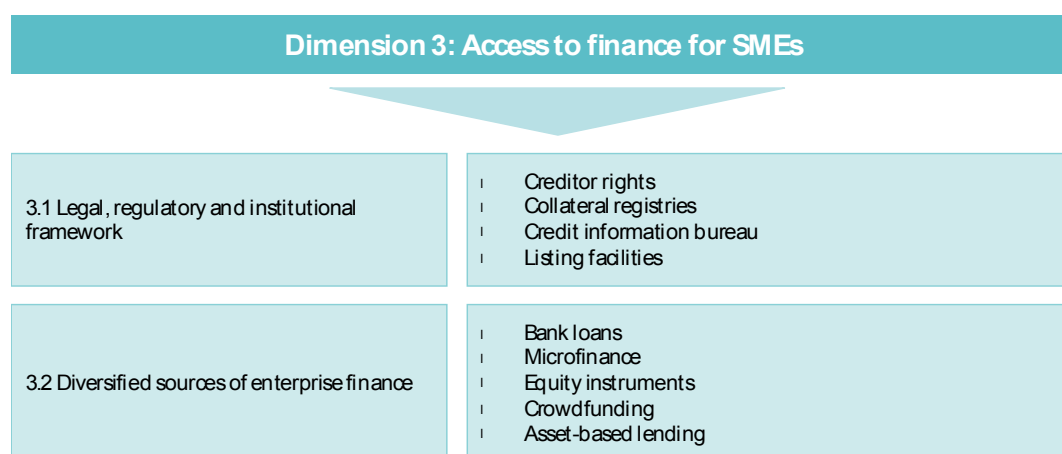 Dimension 3: Access to finance for SMEs
3.1 Legal, regulatory and institutional
framework
Creditor rights
Collateral registries
Credit information bureau
Listing facilities
3.2 Diversified sources of enterprise finance
Bank loans
Microfinance
Equity instruments
Crowdfunding
Asset-based lending